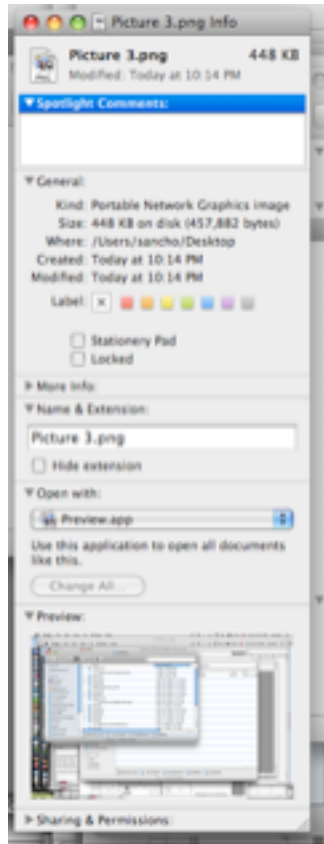 Picture 3.png Info
Picture 3.png 448 KB
Modified: Today at 10:14 PM
Spotlight Comments:
General:
Kind: Portable Network Graphics image
Size: 448 KB on disk (457,882 bytes)
Where: /Users/sancho/Desktop
Created: Today at 10:14 PM
Modified: Today at 10:14 PM
Label:
Stationery Pad
Locked
More Info:
Name & Extension:
Picture 3.png
Hide extension
Open with:
Preview.app
Use this application to open all documents
like this.
Change All...
Preview:
Sharing & Permissions: